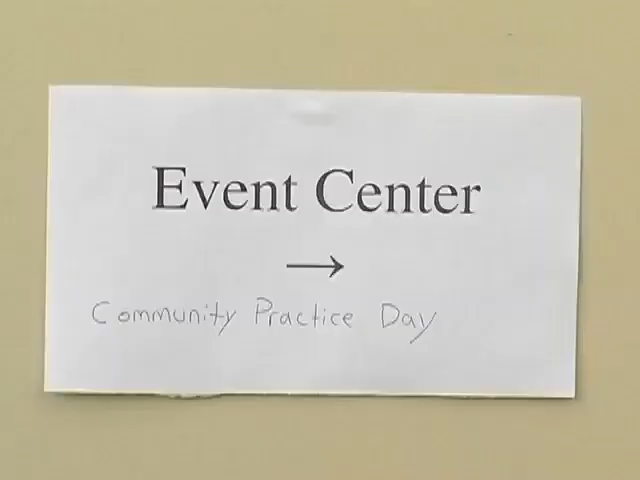 Event Center
→
Community Practice Day